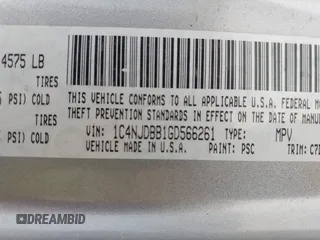 4575 LB
TIRES
PSI) COLD
TIRES
PSI) COLD
THIS VEHICLE CONFORMS TO ALL APPLICABLE U.S.A. FEDERAL MO
THEFT PREVENTION STANDARDS IN EFFECT ON THE DATE OF
VIN: 1C4NJDBB1GD566261 TYPE: MPV
VEHICLE MADE IN U.S.A. PAINT: PSC TRIM: C7
DREAMBID